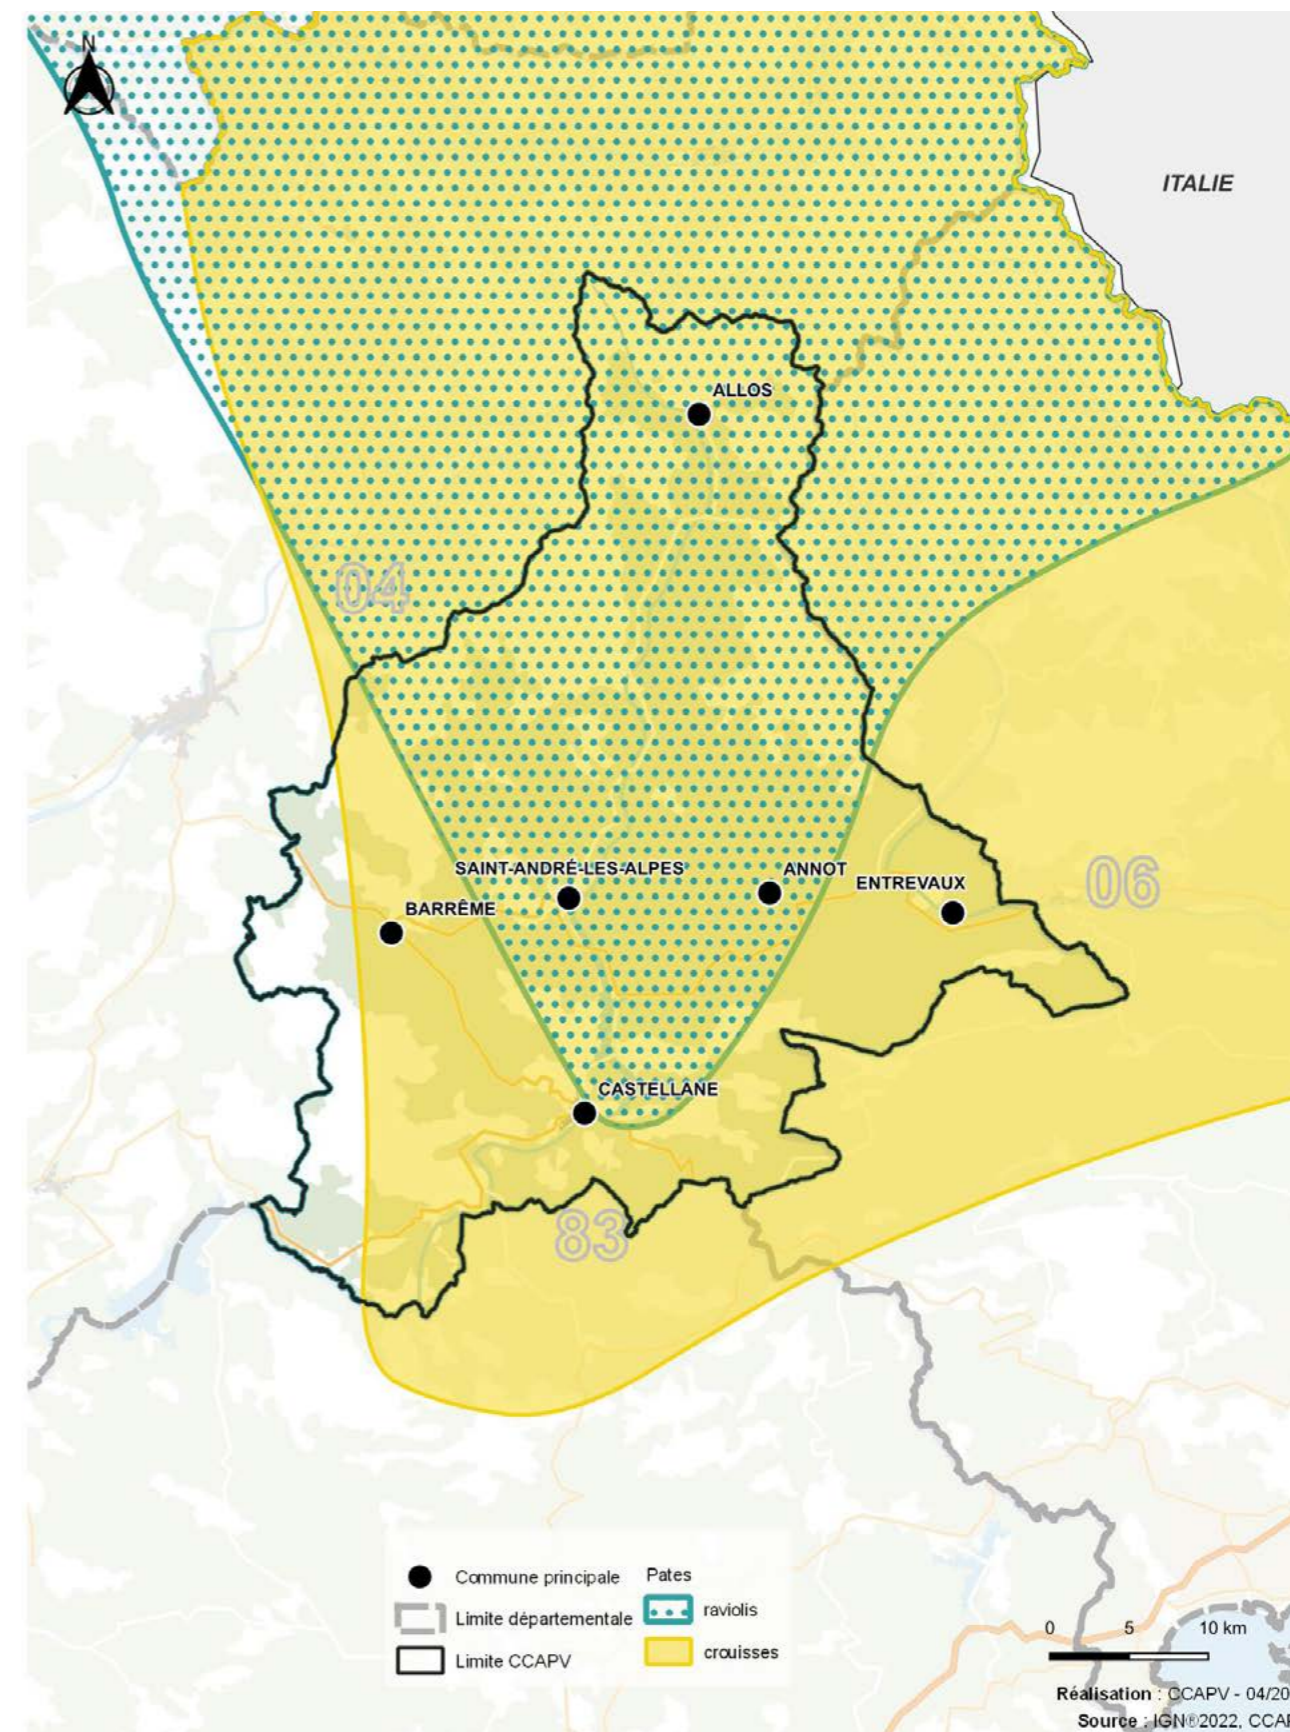 N
ITALIE
ALLOS
04
SAINT-ANDRÉ-LES-ALPES
ANNOT
ENTREVAUX
06
BARRÊME
CASTELLANE
83
Commune principale
Limite départementale
Limite CCAPV
Pates
raviolis
crouisses
0 5 10 km
Réalisation : CCAPV - 04/20
Source : IGN®2022, CCAP